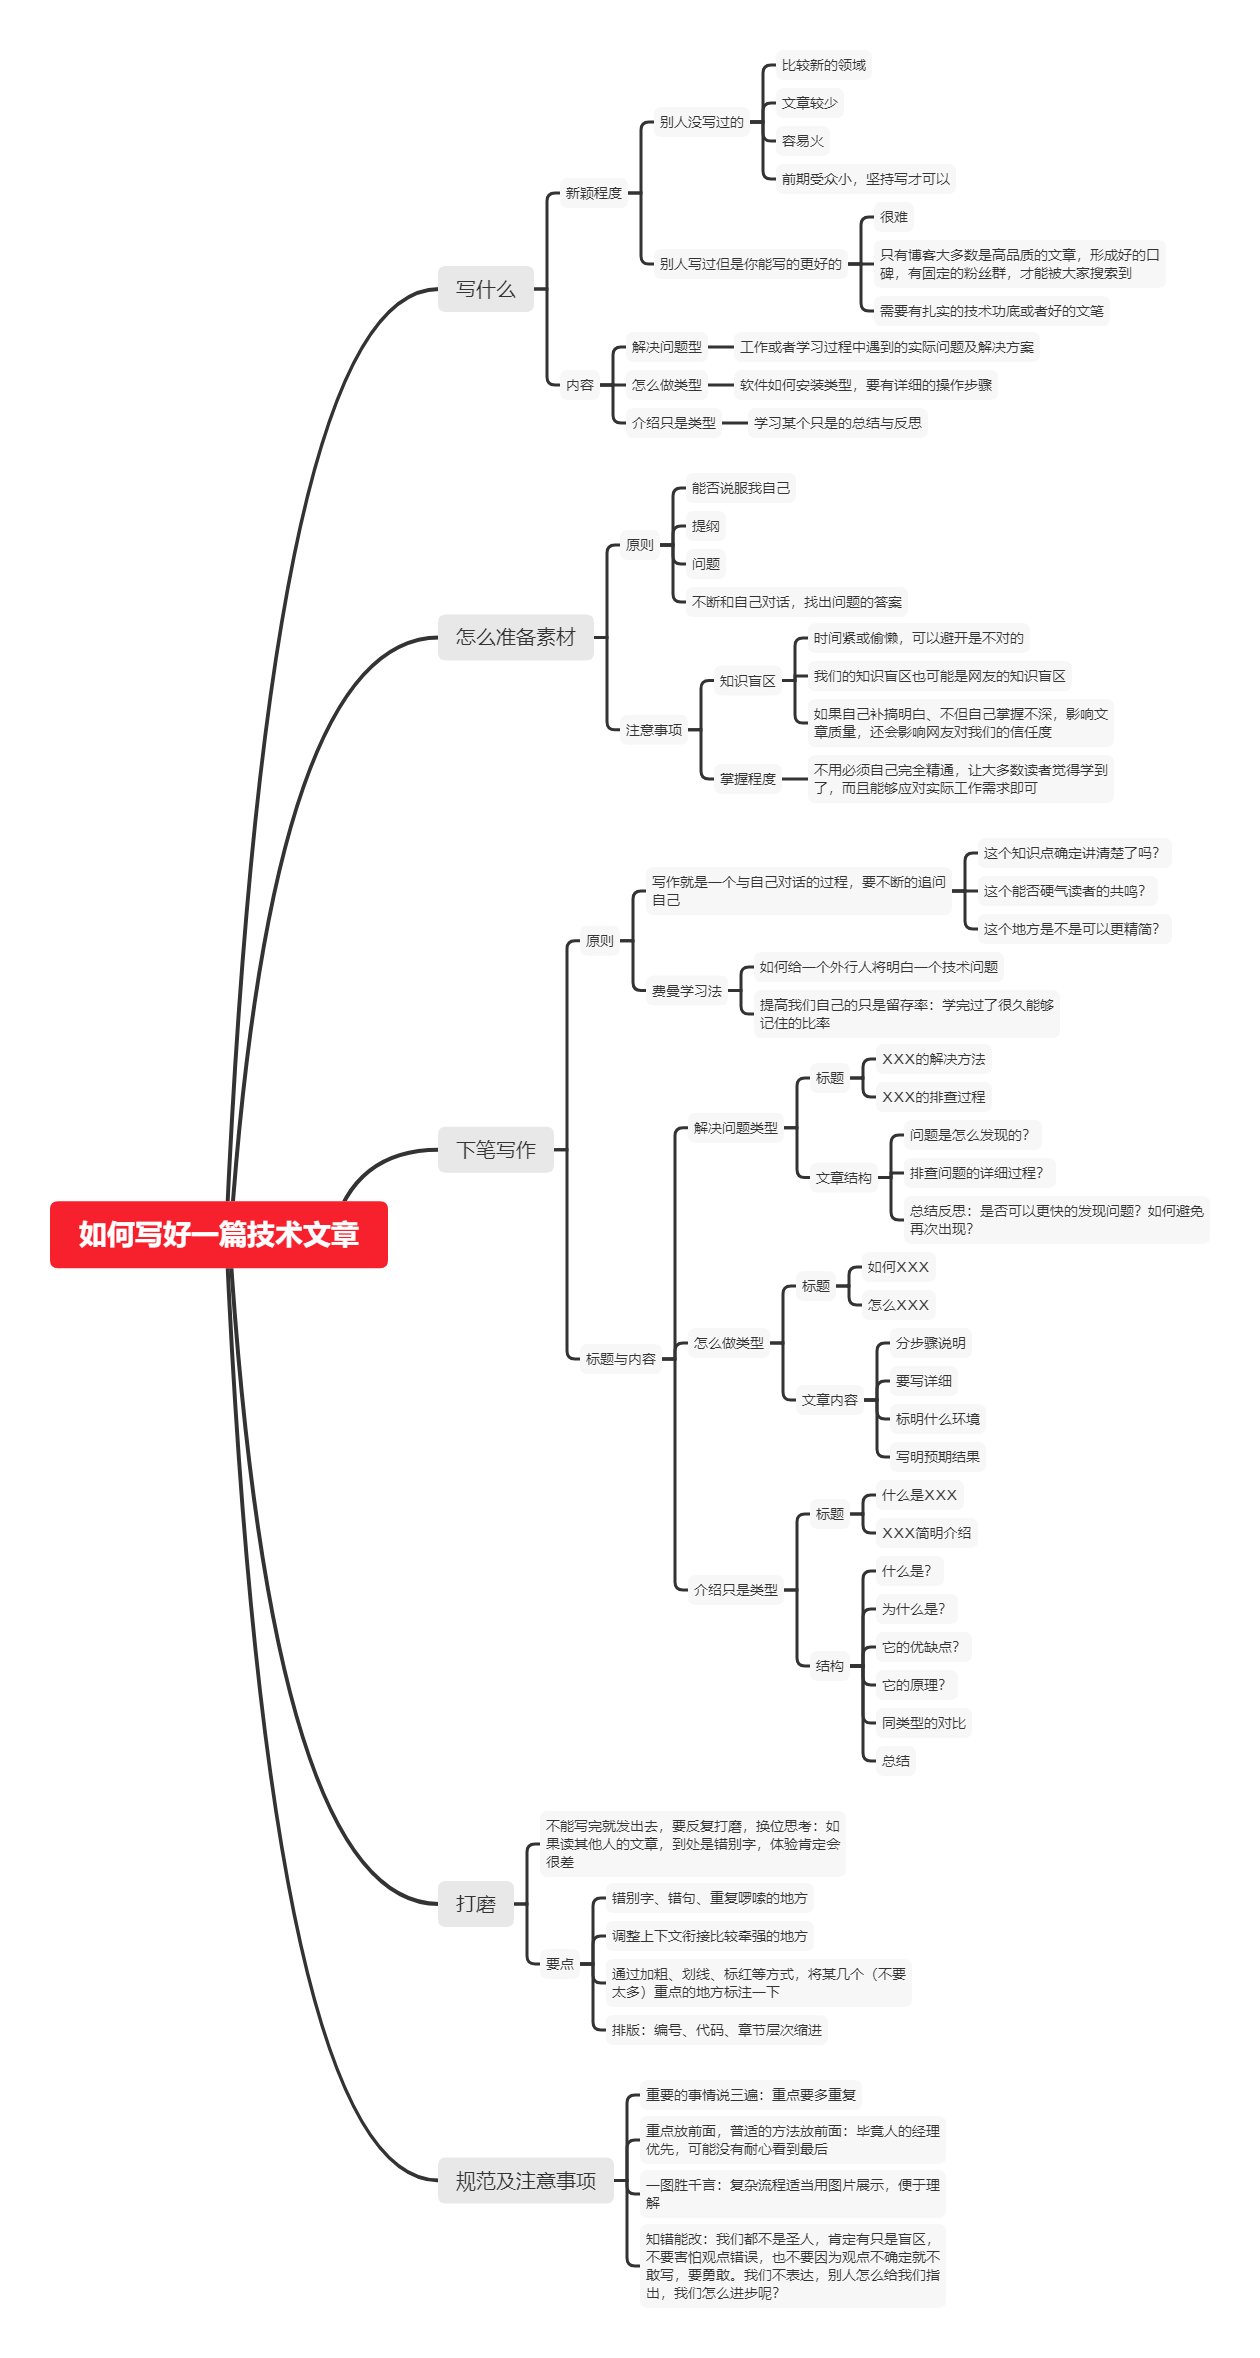 如何写好一篇技术文章
写什么
新颖程度
别人没写过的
比较新的领域
文章较少
容易火
前期受众小，坚持写才可以
别人写过但是你能写的更好的
很难
只有博客大多数是高品质的文章，形成好的口
碑，有固定的粉丝群，才能被大家搜索到
需要有扎实的技术功底或者好的文笔
内容
解决问题型
工作或者学习过程中遇到的实际问题及解决方案
怎么做类型
软件如何安装类型，要有详细的操作步骤
介绍只是类型
学习某个只是的总结与反思
怎么准备素材
原则
能否说服我自己
提纲
问题
不断和自己对话，找出问题的答案
注意事项
知识盲区
时间紧或偷懒，可以避开是不对的
我们的知识盲区也可能是网友的知识盲区
如果自己补搞明白、不但自己掌握不深，影响文
章质量，还会影响网友对我们的信任度
掌握程度
不用必须自己完全精通，让大多数读者觉得学到
了，而且能够应对实际工作需求即可
下笔写作
原则
写作就是一个与自己对话的过程，要不断的追问
自己
这个知识点确定讲清楚了吗？
这个能否硬气读者的共鸣？
这个地方是不是可以更精简？
费曼学习法
如何给一个外行人将明白一个技术问题
提高我们自己的只是留存率：学完过了很久能够
记住的比率
标题与内容
解决问题类型
标题
XXX的解决方法
XXX的排查过程
文章结构
问题是怎么发现的？
排查问题的详细过程？
总结反思：是否可以更快的发现问题？如何避免
再次出现？
怎么做类型
标题
如何XXX
怎么XXX
文章内容
分步骤说明
要写详细
标明什么环境
写明预期结果
介绍只是类型
标题
什么是XXX
XXX简明介绍
结构
什么是？
为什么是？
它的优缺点？
它的原理？
同类型的对比
总结
打磨
不能写完就发出去，要反复打磨，换位思考：如
果读其他人的文章，到处是错别字，体验肯定会
很差
要点
错别字、错句、重复啰嗦的地方
调整上下文衔接比较牵强的地方
通过加粗、划线、标红等方式，将某几个（不要
太多）重点的地方标注一下
排版：编号、代码、章节层次缩进
规范及注意事项
重要的事情说三遍：重点要多重复
重点放前面，普适的方法放前面：毕竟人的经理
优先，可能没有耐心看到最后
一图胜千言：复杂流程适当用图片展示，便于理
解
知错能改：我们都不是圣人，肯定有只是盲区，
不要害怕观点错误，也不要因为观点不确定就不
敢写，要勇敢。我们不表达，别人怎么给我们指
出，我们怎么进步呢？